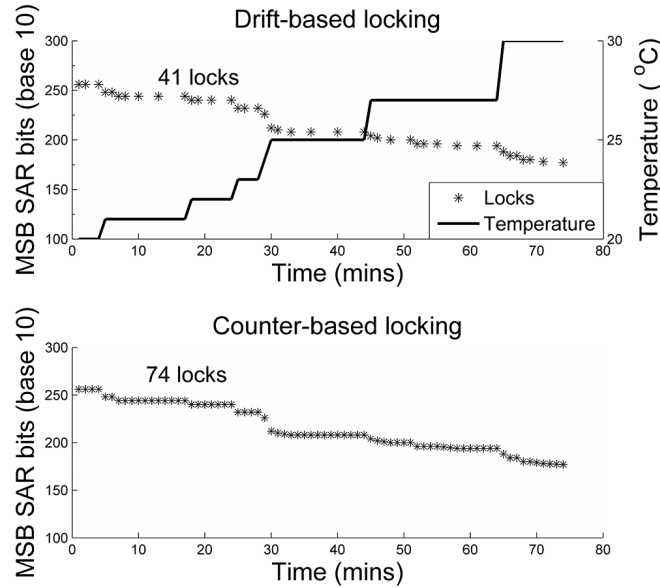 Drift-based locking
MSB SAR bits (base 10)
300
250
200
150
100
41 locks
Locks
Temperature
30
25
20
Temperature ( °C)
0 10 20 30 40 50 60 70 80
Time (mins)
Counter-based locking
MSB SAR bits (base 10)
300
250
200
150
100
74 locks
0 10 20 30 40 50 60 70 80
Time (mins)